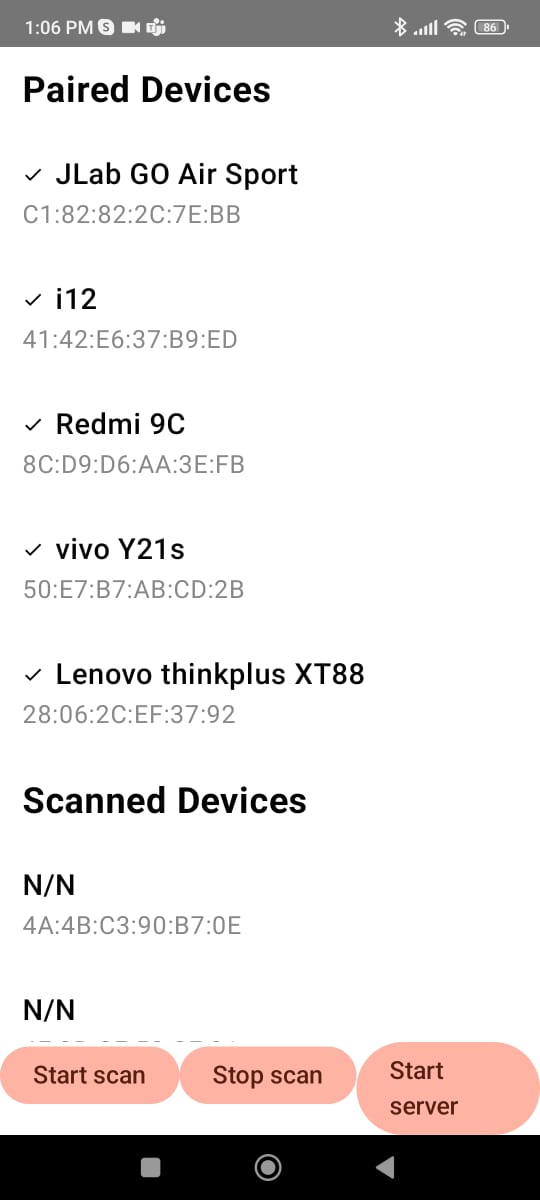 1:06 PM
86
Paired Devices
JLab GO Air Sport
C1:82:82:2C:7E:BB
i12
41:42:E6:37:B9:ED
Redmi 9C
8C:D9:D6:AA:3E:FB
vivo Y21s
50:E7:B7:AB:CD:2B
Lenovo thinkplus XT88
28:06:2C:EF:37:92
Scanned Devices
N/N
4A:4B:C3:90:B7:0E
N/N
Start scan
Stop scan
Start
server